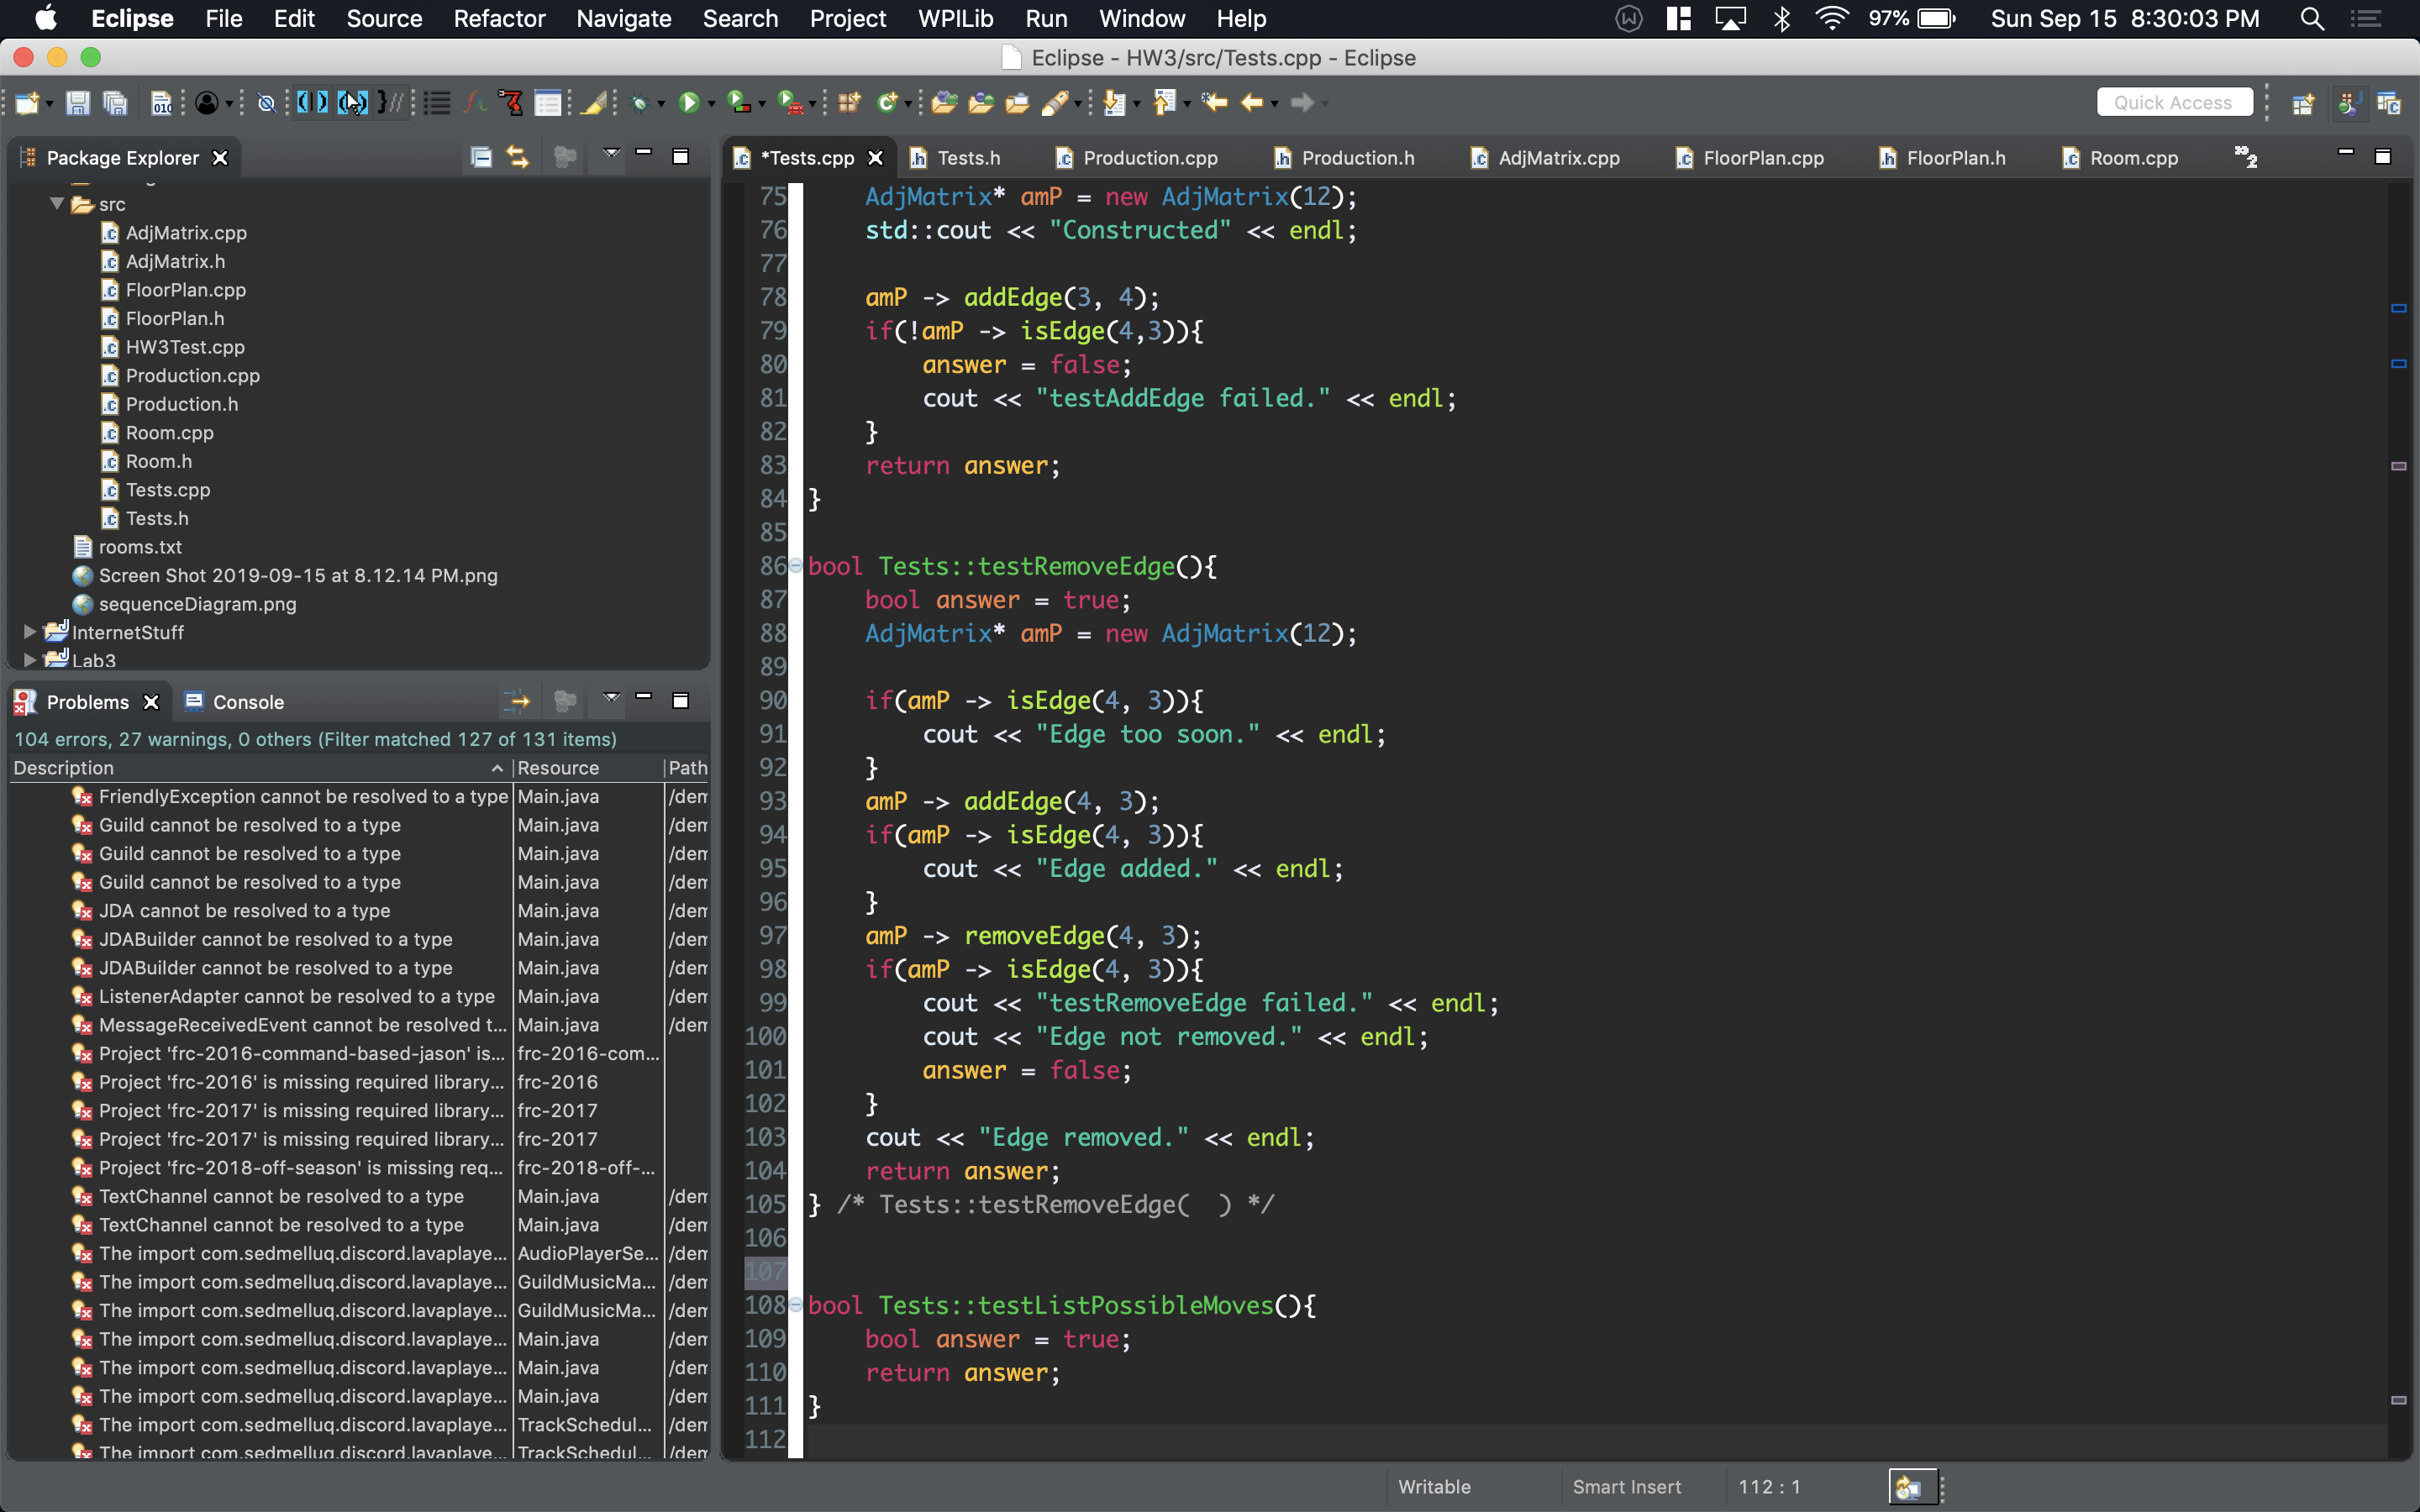 Eclipse File Edit Source Refactor Navigate Search Project WPILib Run Window Help 97% Sun Sep 15 8:30:03 PM
Eclipse - HW3/src/Tests.cpp - Eclipse
Quick Access
Package Explorer
src
AdjMatrix.cpp
AdjMatrix.h
FloorPlan.cpp
FloorPlan.h
HW3Test.cpp
Production.cpp
Production.h
Room.cpp
Room.h
Tests.cpp
Tests.h
rooms.txt
Screen Shot 2019-09-15 at 8.12.14 PM.png
sequenceDiagram.png
InternetStuff
Lab3
Problems Console
104 errors, 27 warnings, 0 others (Filter matched 127 of 131 items)
Description Resource Path
FriendlyException cannot be resolved to a type Main.java /dem
Guild cannot be resolved to a type Main.java /dem
Guild cannot be resolved to a type Main.java /dem
Guild cannot be resolved to a type Main.java /dem
JDA cannot be resolved to a type Main.java /dem
JDABuilder cannot be resolved to a type Main.java /dem
JDABuilder cannot be resolved to a type Main.java /dem
ListenerAdapter cannot be resolved to a type Main.java /dem
MessageReceivedEvent cannot be resolved t... Main.java /dem
Project 'frc-2016-command-based-jason' is... frc-2016-com...
Project 'frc-2016' is missing required library... frc-2016
Project 'frc-2017' is missing required library... frc-2017
Project 'frc-2017' is missing required library... frc-2017
Project 'frc-2018-off-season' is missing req... frc-2018-off-...
TextChannel cannot be resolved to a type Main.java /dem
TextChannel cannot be resolved to a type Main.java /dem
The import com.sedmelluq.discord.lavaplaye... AudioPlayerSe... /dem
The import com.sedmelluq.discord.lavaplaye... GuildMusicMa... /dem
The import com.sedmelluq.discord.lavaplaye... GuildMusicMa... /dem
The import com.sedmelluq.discord.lavaplaye... Main.java /dem
The import com.sedmelluq.discord.lavaplaye... Main.java /dem
The import com.sedmelluq.discord.lavaplaye... Main.java /dem
The import com.sedmelluq.discord.lavaplaye... TrackSchedul... /dem
The import com.sedmelluq.discord.lavaplaye... TrackSchedul... /dem
*Tests.cpp Tests.h Production.cpp Production.h AdjMatrix.cpp FloorPlan.cpp FloorPlan.h Room.cpp 2
75 AdjMatrix* amP = new AdjMatrix(12);
76 std::cout << "Constructed" << endl;
77
78 amP -> addEdge(3, 4);
79 if(!amP -> isEdge(4,3)){
80 answer = false;
81 cout << "testAddEdge failed." << endl;
82 }
83 return answer;
84 }
85
86 bool Tests::testRemoveEdge(){
87 bool answer = true;
88 AdjMatrix* amP = new AdjMatrix(12);
89
90 if(amP -> isEdge(4, 3)){
91 cout << "Edge too soon." << endl;
92 }
93 amP -> addEdge(4, 3);
94 if(amP -> isEdge(4, 3)){
95 cout << "Edge added." << endl;
96 }
97 amP -> removeEdge(4, 3);
98 if(amP -> isEdge(4, 3)){
99 cout << "testRemoveEdge failed." << endl;
100 cout << "Edge not removed." << endl;
101 answer = false;
102 }
103 cout << "Edge removed." << endl;
104 return answer;
105 } /* Tests::testRemoveEdge(  ) */
106
107
108 bool Tests::testListPossibleMoves(){
109 bool answer = true;
110 return answer;
111 }
112
Writable Smart Insert 112 : 1